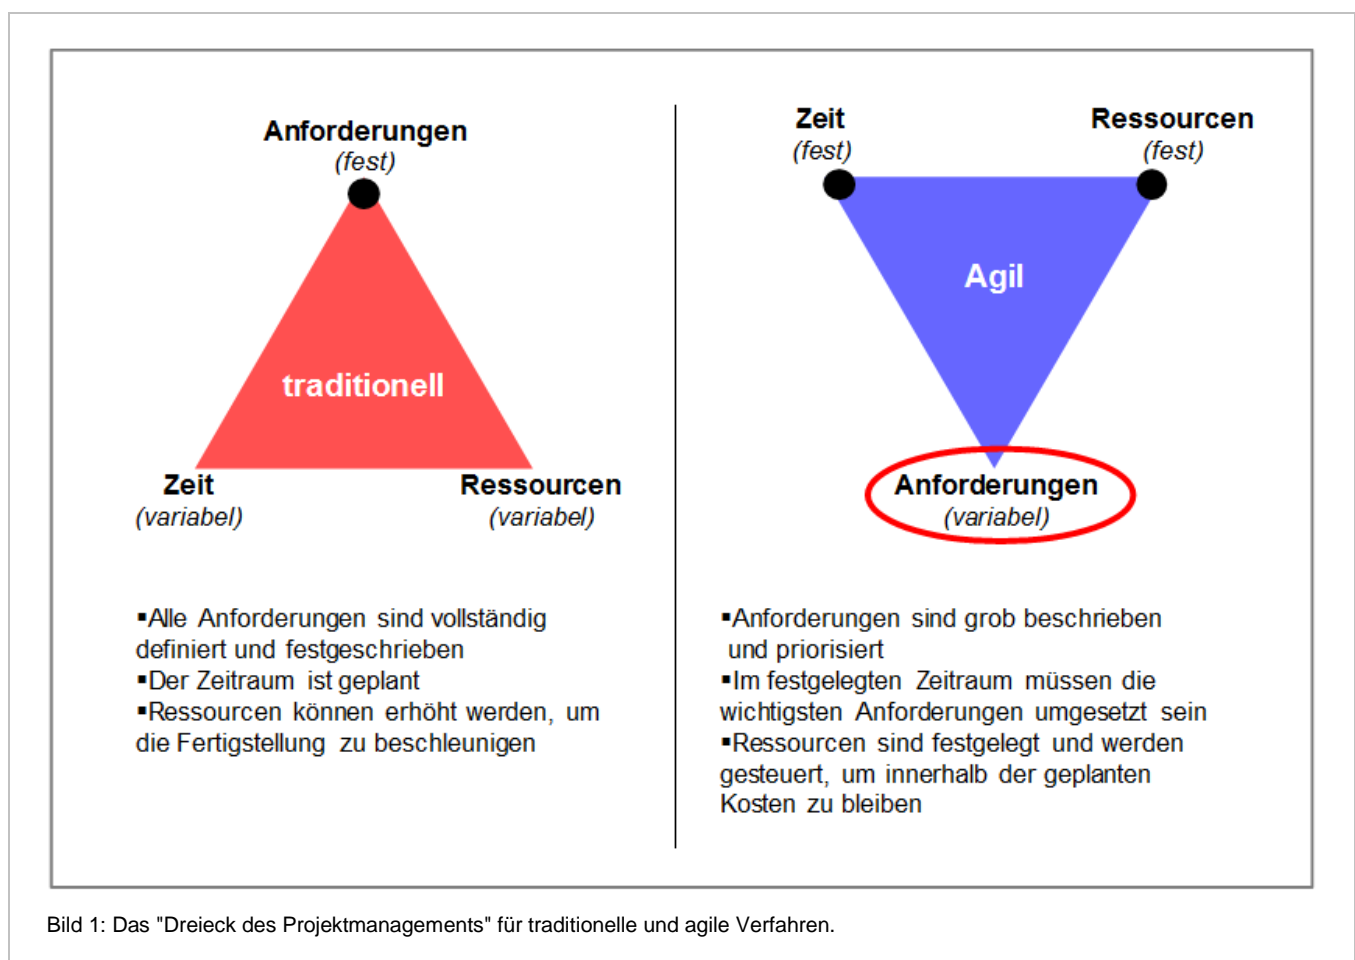 Anforderungen
(fest)
traditionell
Zeit
(variabel)
Ressourcen
(variabel)
▪Alle Anforderungen sind vollständig
definiert und festgeschrieben
▪Der Zeitraum ist geplant
▪Ressourcen können erhöht werden, um
die Fertigstellung zu beschleunigen
Zeit
(fest)
Ressourcen
(fest)
Agil
Anforderungen
(variabel)
▪Anforderungen sind grob beschrieben
und priorisiert
▪Im festgelegten Zeitraum müssen die
wichtigsten Anforderungen umgesetzt sein
▪Ressourcen sind festgelegt und werden
gesteuert, um innerhalb der geplanten
Kosten zu bleiben
Bild 1: Das "Dreieck des Projektmanagements" für traditionelle und agile Verfahren.